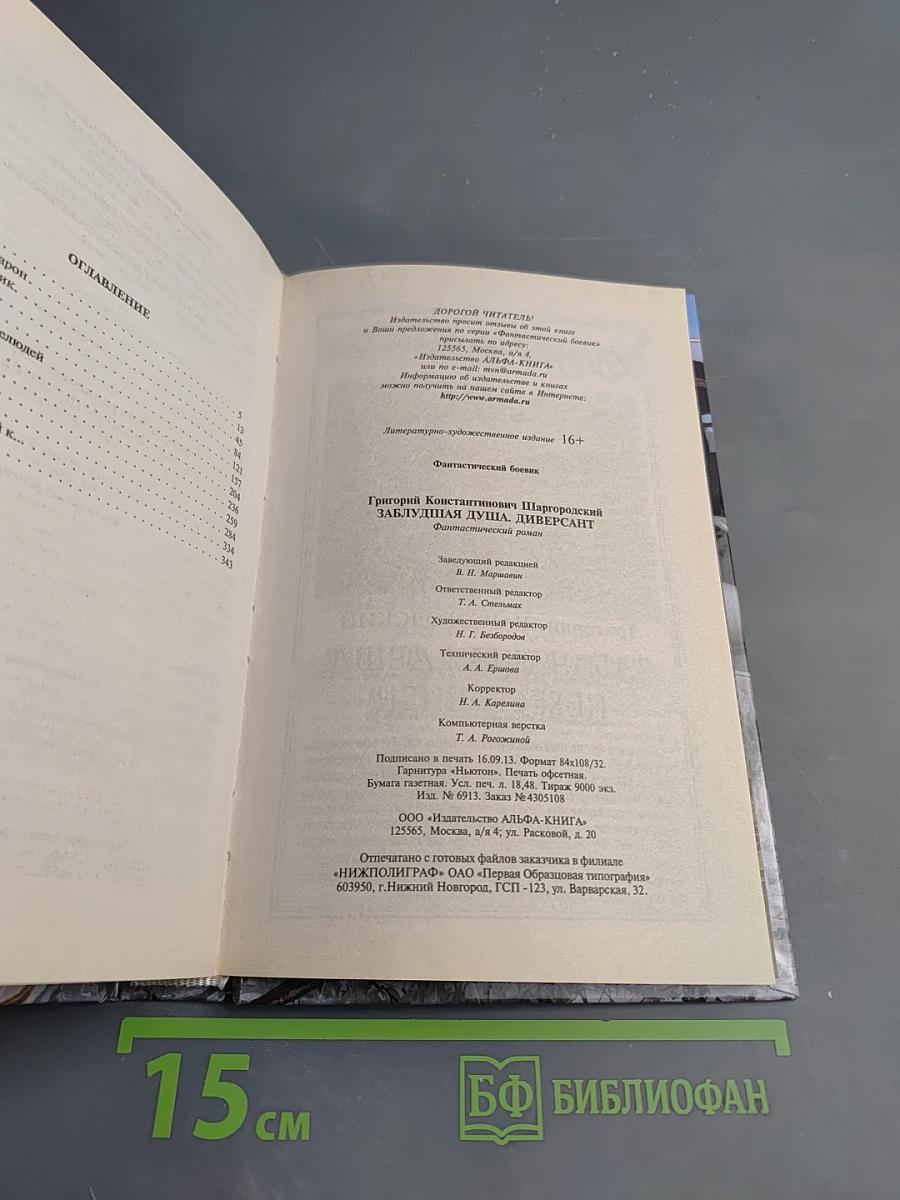 ОГЛАВЛЕНИЕ
5
13
45
84
121
157
204
236
259
284
334
343
ДОРОГОЙ ЧИТАТЕЛЬ!
Издательство просит отзывы об этой книге
и Ваши предложения по серии «Фантастический боевик»
присылать по адресу:
125565, Москва, а/я 4,
«Издательство АЛЬФА-КНИГА»
или по e-mail: mvn@armada.ru
Информацию об издательстве и книгах
можно получить на нашем сайте в Интернете:
http://www.armada.ru
Литературно-художественное издание 16+
Фантастический боевик
Григорий Константинович Шаргородский
ЗАБЛУДШАЯ ДУША. ДИВЕРСАНТ
Фантастический роман
Заведующий редакцией
В. Н. Маршавин
Ответственный редактор
Т. А. Стельмах
Художественный редактор
Н. Г. Безбородов
Технический редактор
А. А. Ершова
Корректор
Н. А. Карелина
Компьютерная верстка
Т. А. Рогожиной
Подписано в печать 16.09.13. Формат 84x108/32.
Гарнитура «Ньютон». Печать офсетная.
Бумага газетная. Усл. печ. л. 18,48. Тираж 9000 экз.
Изд. № 6913. Заказ №4305108
ООО «Издательство АЛЬФА-КНИГА»
125565, Москва, а/я 4; ул. Расковой, д. 20
Отпечатано с готовых файлов заказчика в филиале
«НИЖПОЛИГРАФ» ОАО «Первая Образцовая типография»
603950, г.Нижний Новгород, ГСП -123, ул. Варварская, 32.
15 см
БФ БИБЛИОФАН